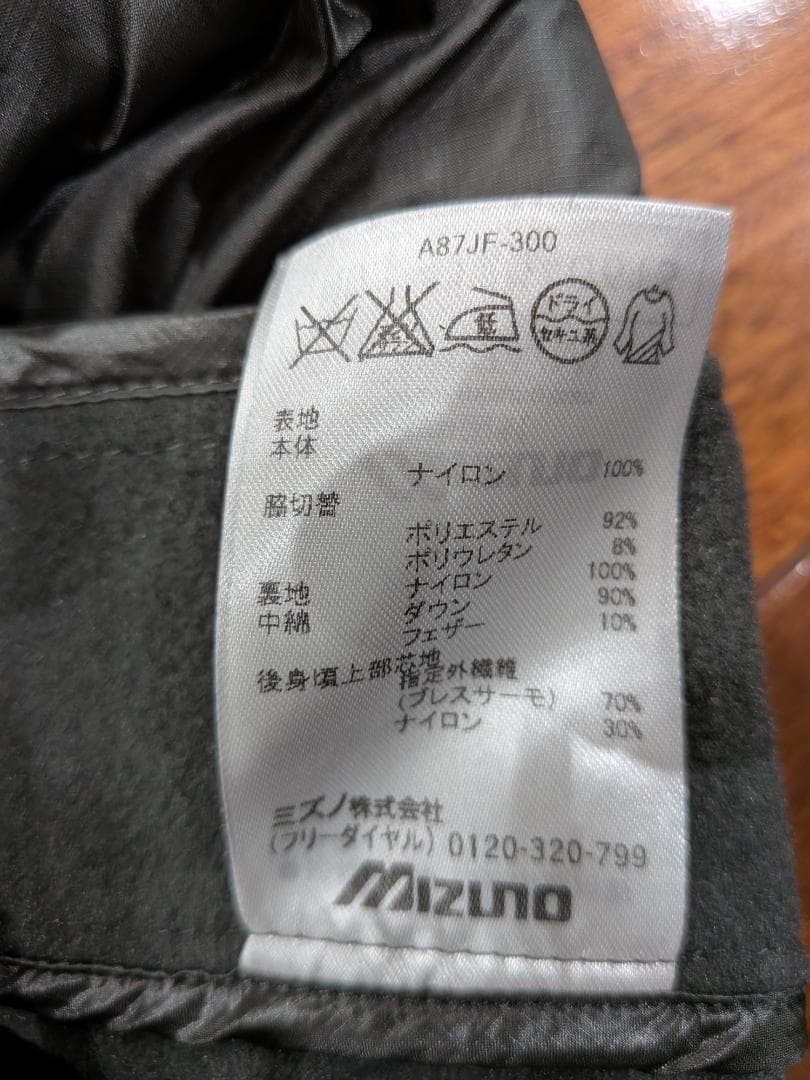 A87JF-300
低 ドライ
セキユ系
表地
本体
ナイロン 100%
脇切替
ポリエステル 92%
ポリウレタン 8%
裏地 ナイロン 100%
中綿 ダウン 90%
フェザー 10%
後身頃上部芯地
指定外繊維
(ブレスサーモ) 70%
ナイロン 30%
ミズノ株式会社
(フリーダイヤル) 0120-320-799
MIZUNO